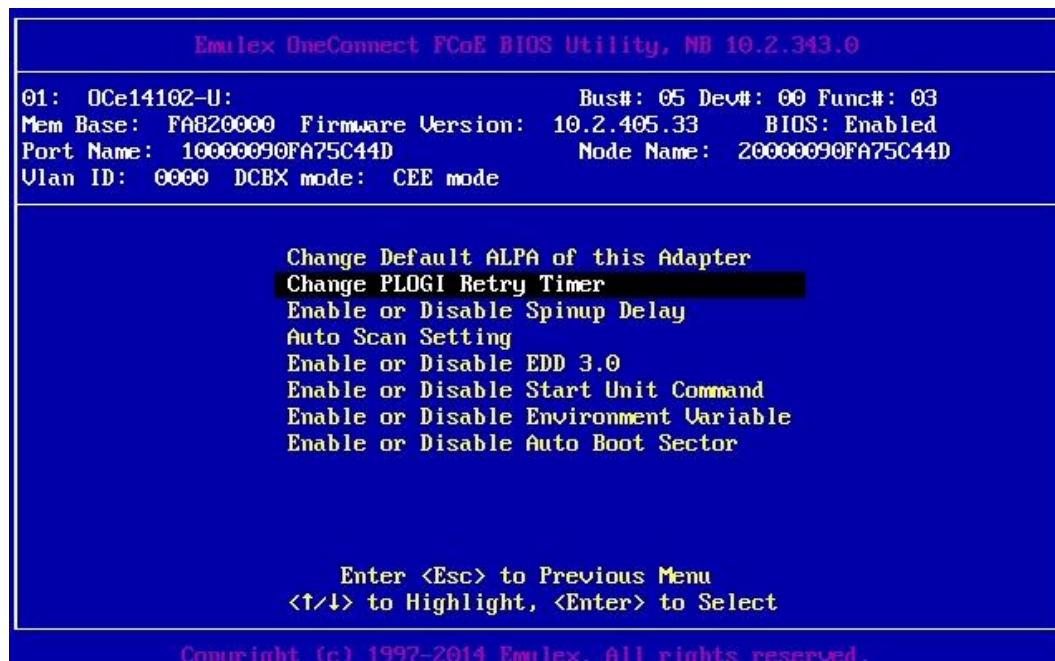 Emulex OneConnect FCoE BIOS Utility, NB 10.2.343.0
01: OCe14102-U: Bus#: 05 Dev#: 00 Func#: 03
Mem Base: FA820000 Firmware Version: 10.2.405.33 BIOS: Enabled
Port Name: 10000090FA75C44D Node Name: 20000090FA75C44D
Vlan ID: 0000 DCBX mode: CEE mode
Change Default ALPA of this Adapter
Change PLOGI Retry Timer
Enable or Disable Spinup Delay
Auto Scan Setting
Enable or Disable EDD 3.0
Enable or Disable Start Unit Command
Enable or Disable Environment Variable
Enable or Disable Auto Boot Sector
Enter <Esc> to Previous Menu
<↑/↓> to Highlight, <Enter> to Select
Copyright (c) 1997-2014 Emulex. All rights reserved.